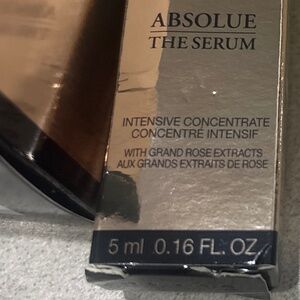 ABSOLUE
THE SERUM
INTENSIVE CONCENTRATE
CONCENTRÉ INTENSIF
WITH GRAND ROSE EXTRACTS
AUX GRANDS EXTRAITS DE ROSE
5 ml 0.16 FL. OZ